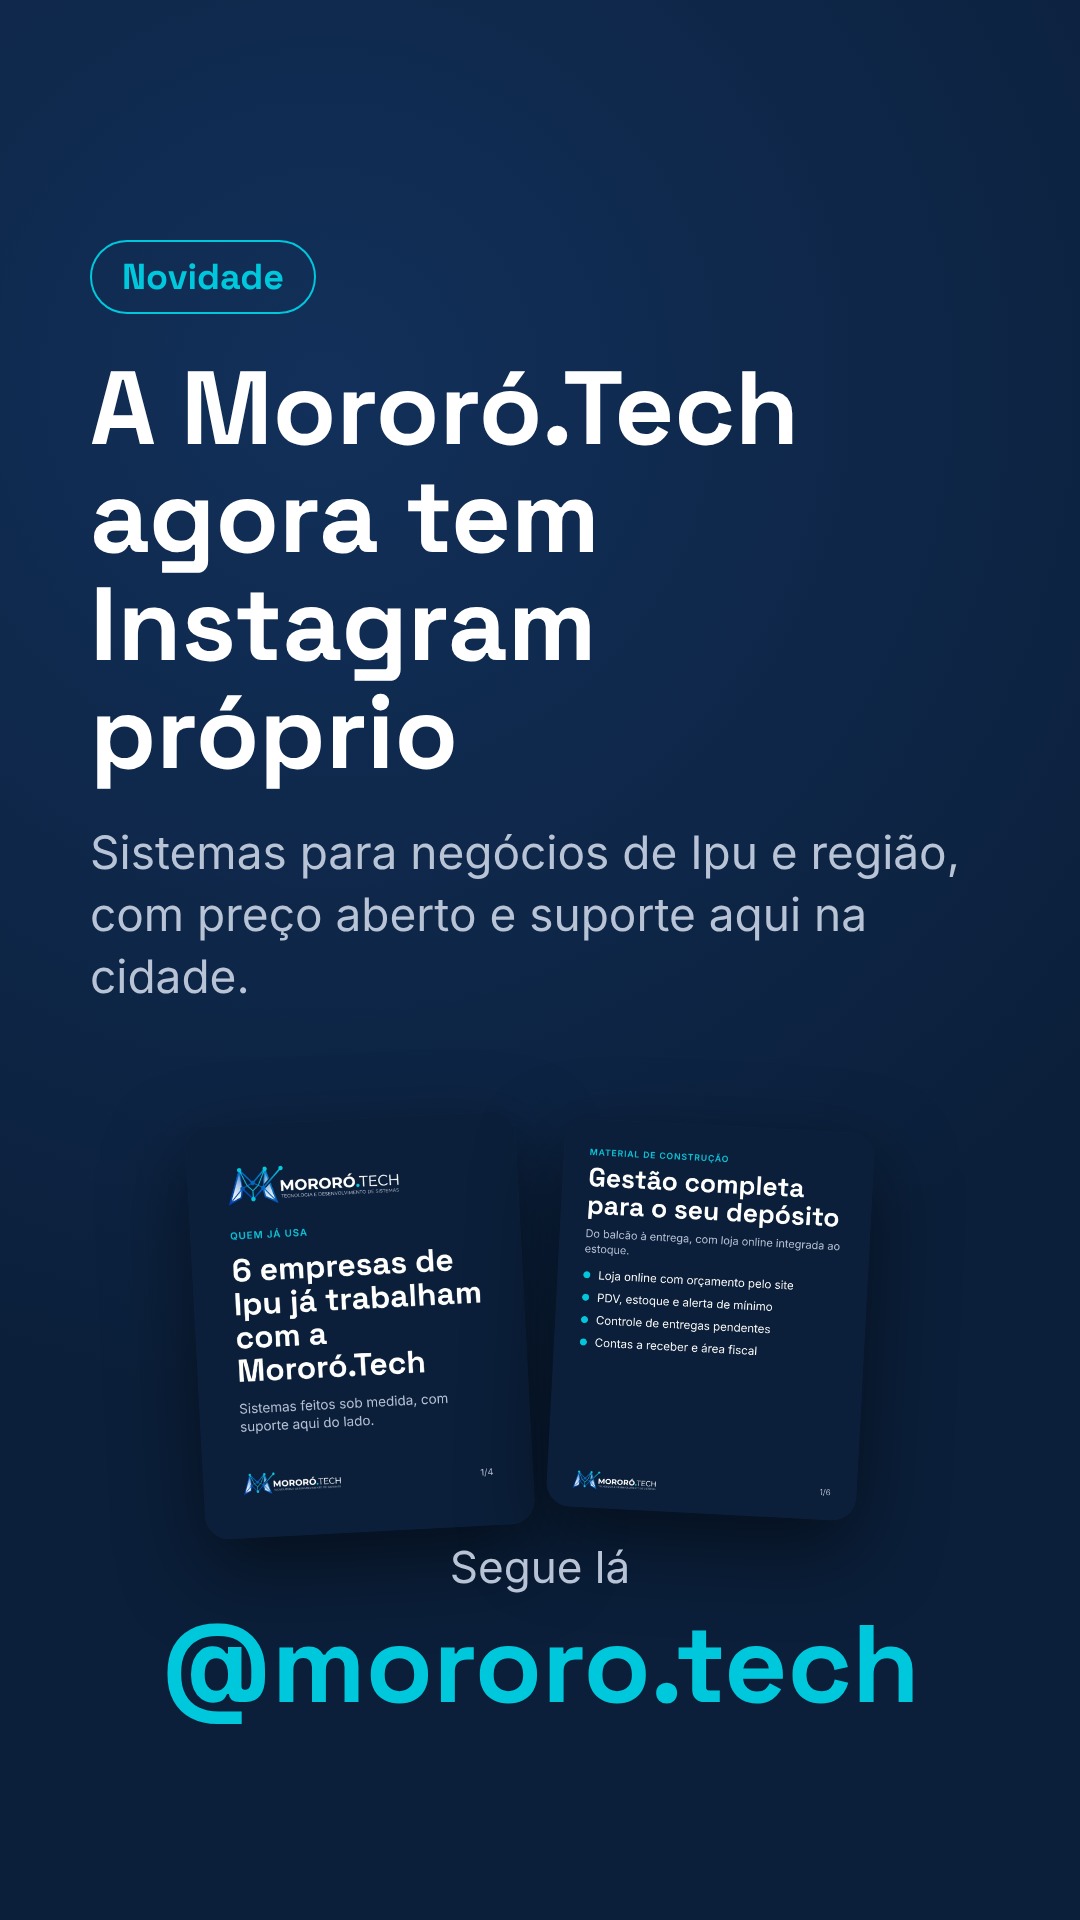 Novidade
A Mororó.Tech
agora tem
Instagram
próprio
Sistemas para negócios de Ipu e região,
com preço aberto e suporte aqui na
cidade.
MORORÓ.TECH
TECNOLOGIA E DESENVOLVIMENTO DE SISTEMAS
QUEM JÁ USA
6 empresas de
Ipu já trabalham
com a
Mororó.Tech
Sistemas feitos sob medida, com
suporte aqui do lado.
MORORÓ.TECH
1/4
MATERIAL DE CONSTRUÇÃO
Gestão completa
para o seu depósito
Do balcão à entrega, com loja online integrada ao
estoque.
Loja online com orçamento pelo site
PDV, estoque e alerta de mínimo
Controle de entregas pendentes
Contas a receber e área fiscal
MORORÓ.TECH
1/6
Segue lá
@mororo.tech